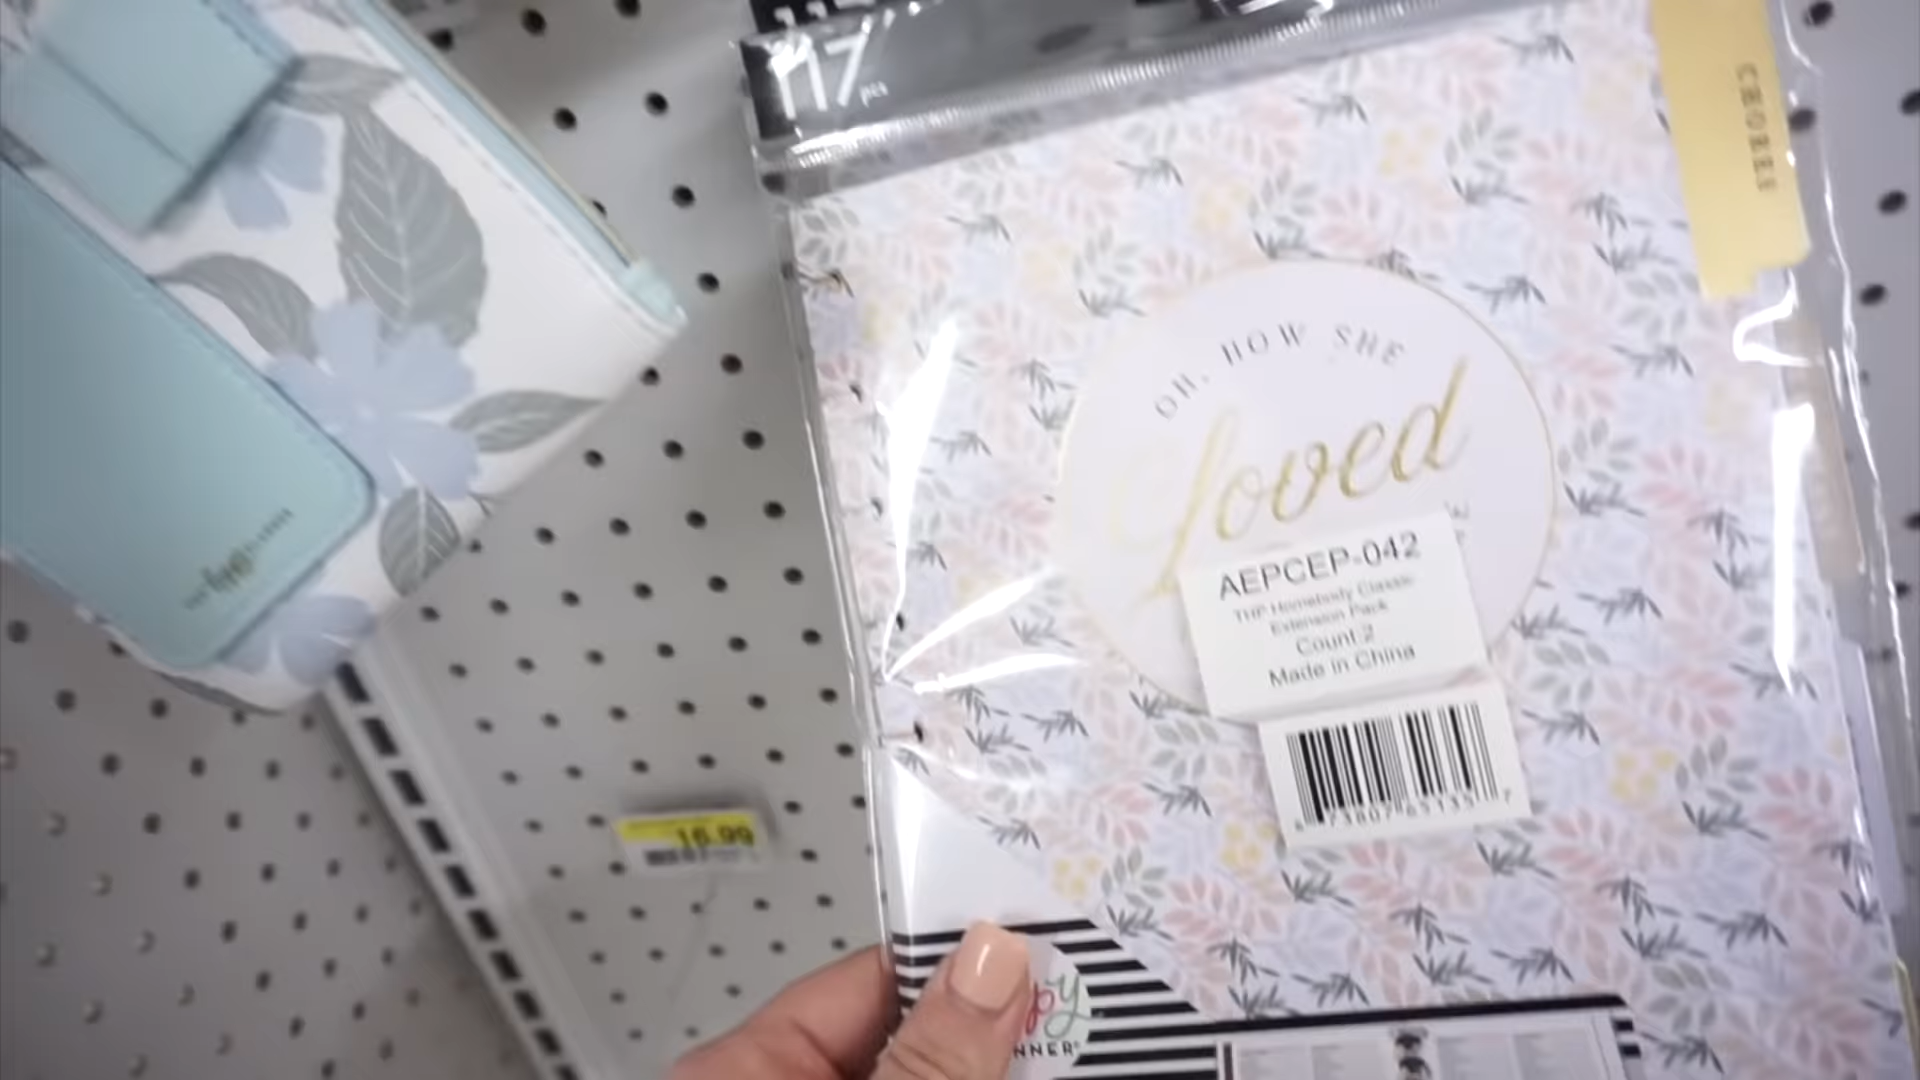 117 pcs
CHORES
OH, HOW SHE
loved
AEPCEP-042
THP Homebody Classic
Extension Pack
Count:2
Made in China
16.99